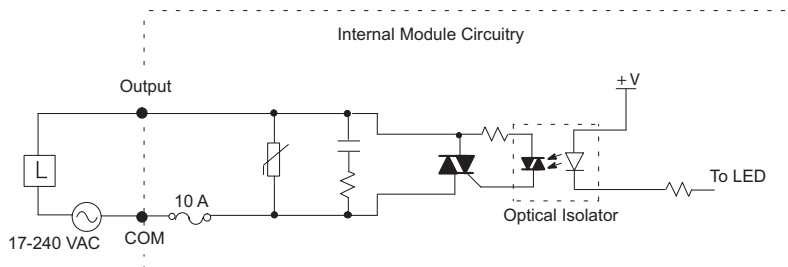 Internal Module Circuitry
Output
+V
L
10 A
To LED
Optical Isolator
COM
17-240 VAC